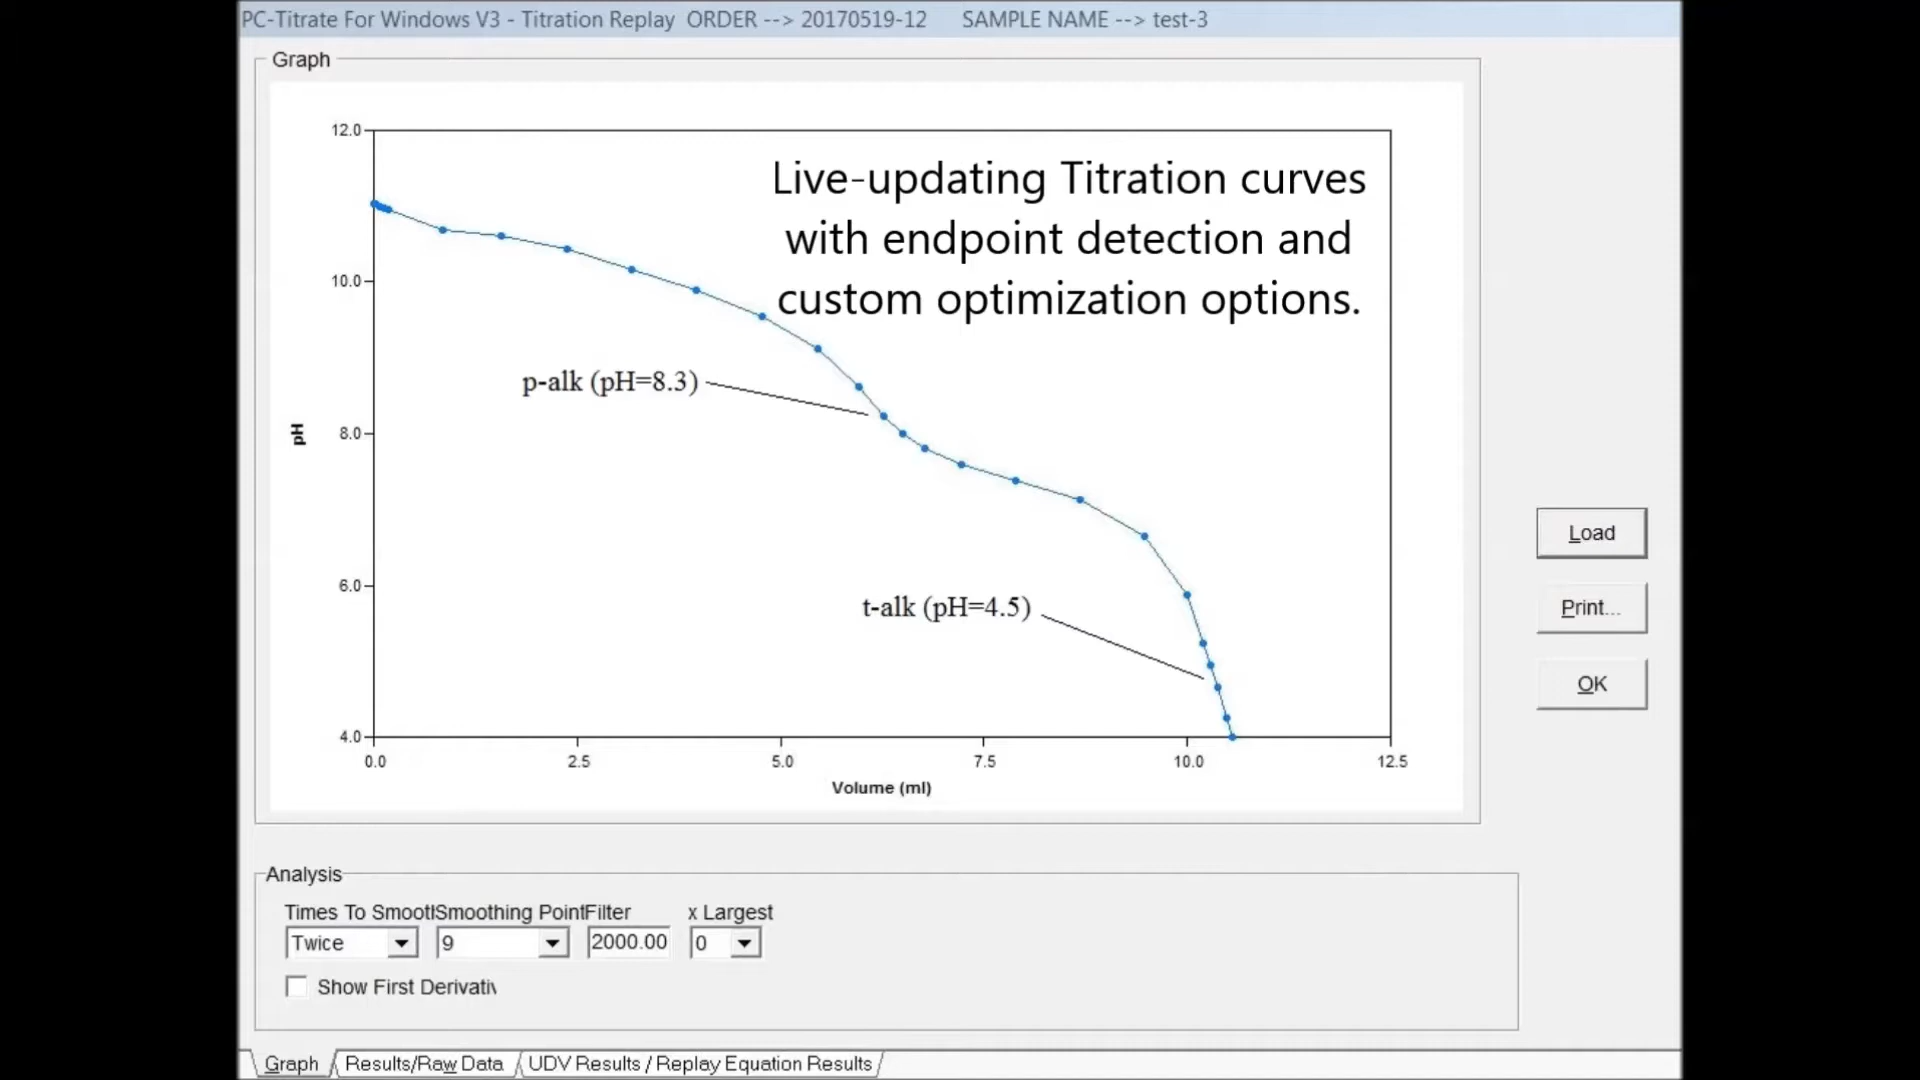 PC-Titrate For Windows V3 - Titration Replay ORDER --> 20170519-12 SAMPLE NAME --> test-3
Graph
Live-updating Titration curves
with endpoint detection and
custom optimization options.
12.0
10.0
8.0
6.0
4.0
pH
p-alk (pH=8.3)
t-alk (pH=4.5)
0.0 2.5 5.0 7.5 10.0 12.5
Volume (ml)
Load
Print...
OK
Analysis
Times To Smoot Smoothing Point Filter x Largest
Twice 9 2000.00 0
Show First Derivativ
Graph Results/Raw Data UDV Results / Replay Equation Results